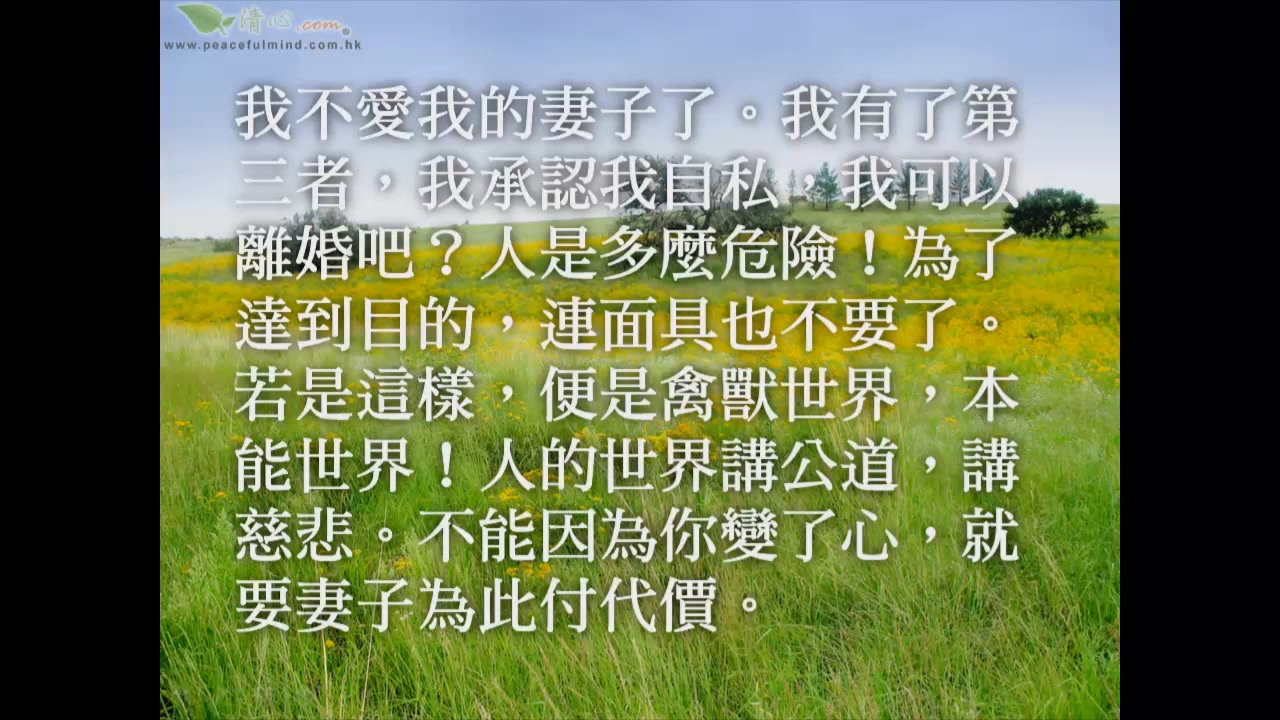 清心.com
www.peacefulmind.com.hk
我不愛我的妻子了。我有了第
三者，我承認我自私，我可以
離婚吧？人是多麼危險！為了
達到目的，連面具也不要了。
若是這樣，便是禽獸世界，本
能世界！人的世界講公道，講
慈悲。不能因為你變了心，就
要妻子為此付代價。